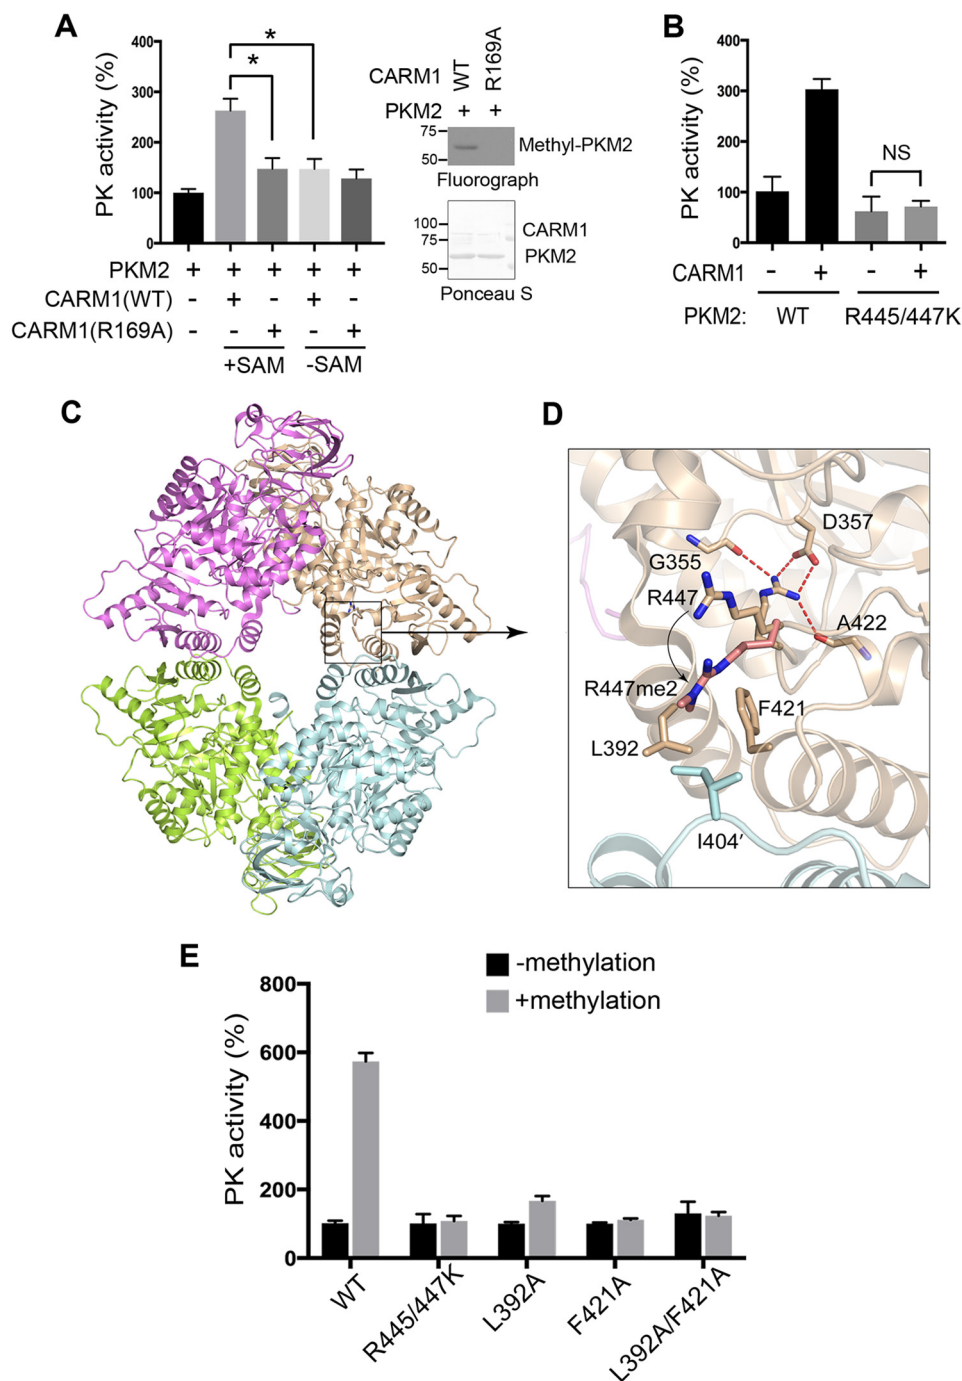 A
PK activity (%)
400
300
200
100
0
*
*
PKM2 + + + + +
CARM1(WT) - + - + -
CARM1(R169A) - - + - +
+SAM -SAM
CARM1 WT R169A
PKM2 + +
75
50
Methyl-PKM2
Fluorograph
100
75
50
CARM1
PKM2
Ponceau S
B
PK activity (%)
400
300
200
100
0
NS
CARM1 - + - +
PKM2: WT R445/447K
C
D
D357
G355
R447
A422
R447me2
F421
L392
I404′
E
-methylation
+methylation
PK activity (%)
800
600
400
200
0
WT
R445/447K
L392A
F421A
L392A/F421A